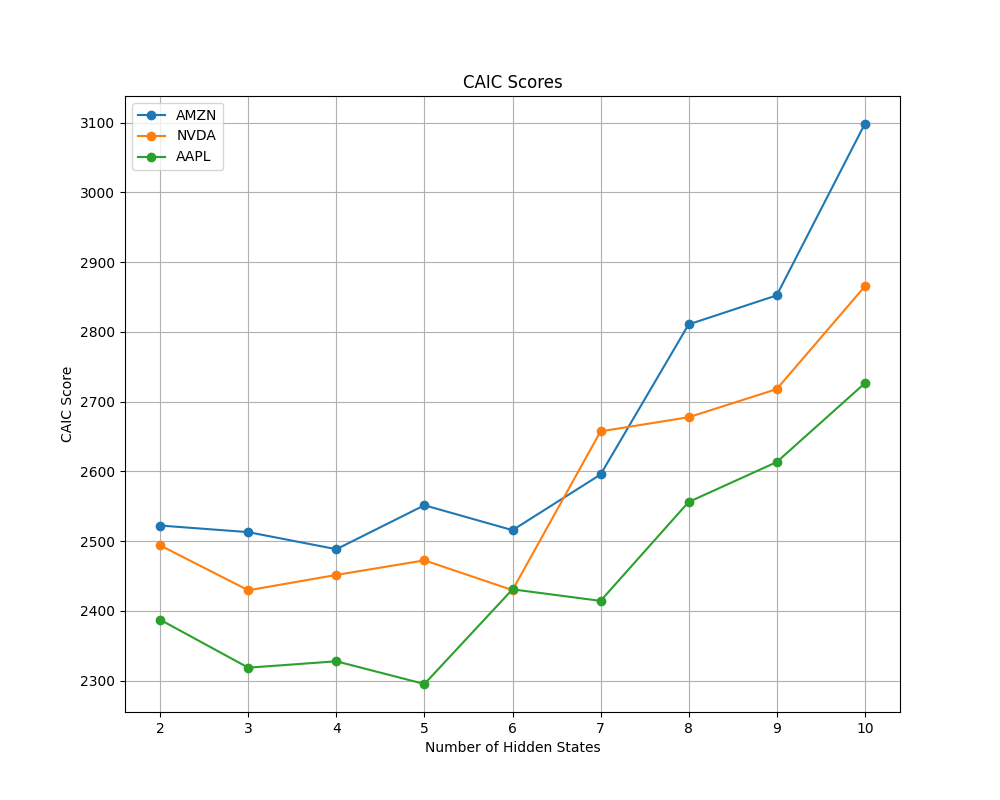 CAIC Scores
AMZN
NVDA
AAPL
3100
3000
2900
2800
2700
2600
2500
2400
2300
CAIC Score
2 3 4 5 6 7 8 9 10
Number of Hidden States